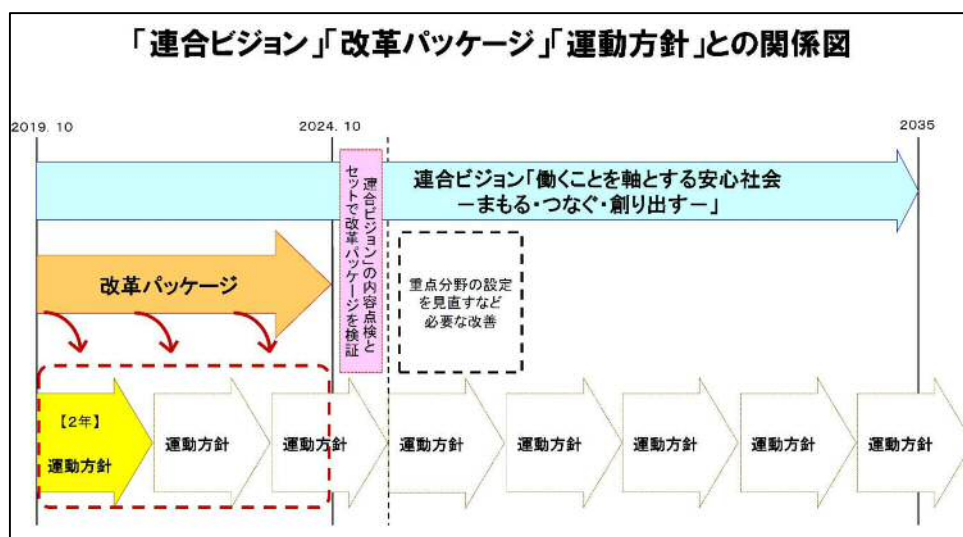 「連合ビジョン」「改革パッケージ」「運動方針」との関係図
2019. 10
2024. 10
2035
連合ビジョン「働くことを軸とする安心社会
－まもる・つなぐ・創り出す－」
連合ビジョン」の内容点検と
セットで改革パッケージを検証
改革パッケージ
重点分野の設定
を見直すなど
必要な改善
【2年】
運動方針
運動方針
運動方針
運動方針
運動方針
運動方針
運動方針
運動方針